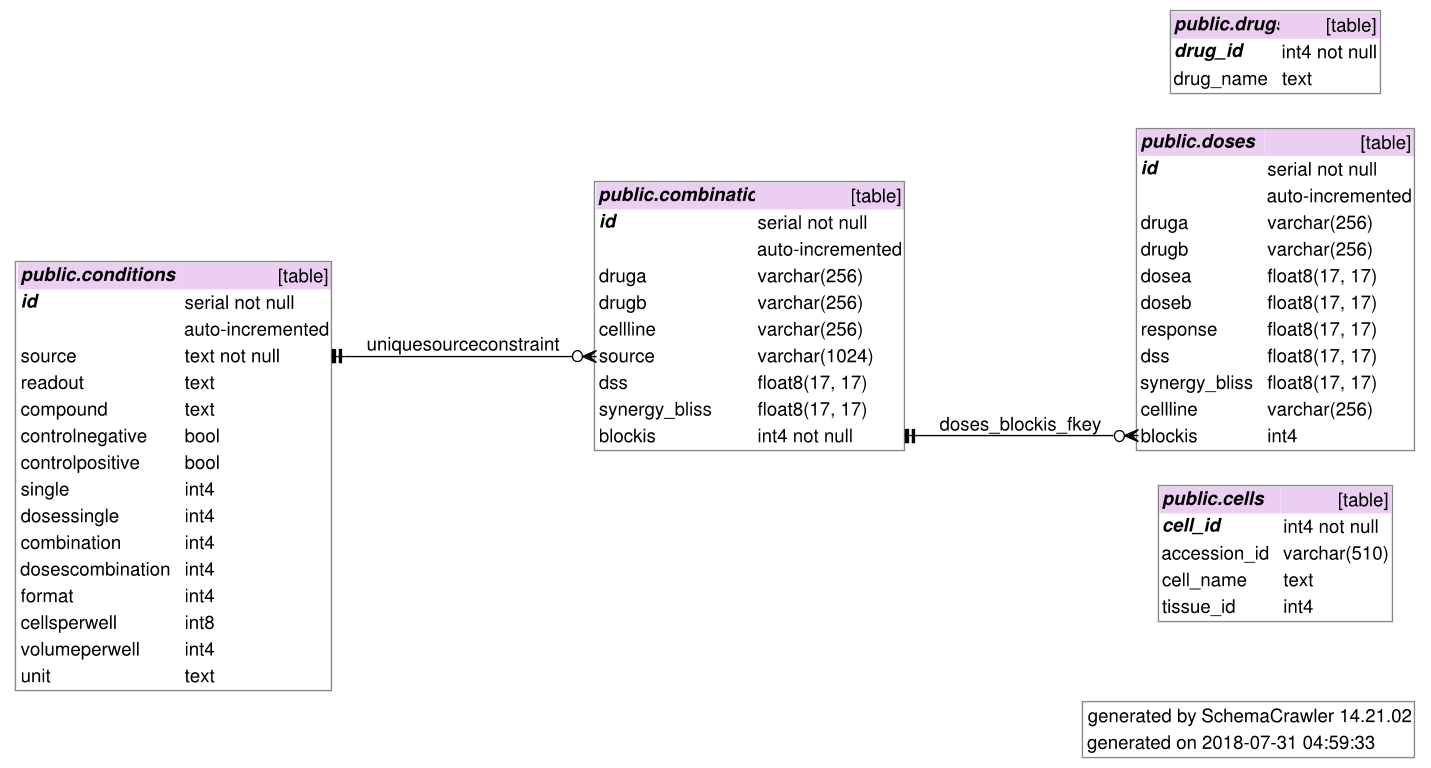 public.drugs [table]
drug_id int4 not null
drug_name text
public.doses [table]
id serial not null
auto-incremented
druga varchar(256)
drugb varchar(256)
dosea float8(17, 17)
doseb float8(17, 17)
response float8(17, 17)
dss float8(17, 17)
synergy_bliss float8(17, 17)
cellline varchar(256)
blockis int4
public.combinatic [table]
id serial not null
auto-incremented
druga varchar(256)
drugb varchar(256)
cellline varchar(256)
source varchar(1024)
dss float8(17, 17)
synergy_bliss float8(17, 17)
blockis int4 not null
public.conditions [table]
id serial not null
auto-incremented
source text not null
readout text
compound text
controlnegative bool
controlpositive bool
single int4
dosessingle int4
combination int4
dosescombination int4
format int4
cellsperwell int8
volumeperwell int4
unit text
uniquesourceconstraint
doses_blockis_fkey
public.cells [table]
cell_id int4 not null
accession_id varchar(510)
cell_name text
tissue_id int4
generated by SchemaCrawler 14.21.02
generated on 2018-07-31 04:59:33